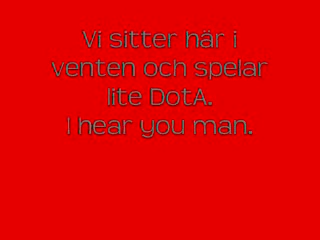 Vi sitter här i
venten och spelar
lite DotA.
I hear you man.